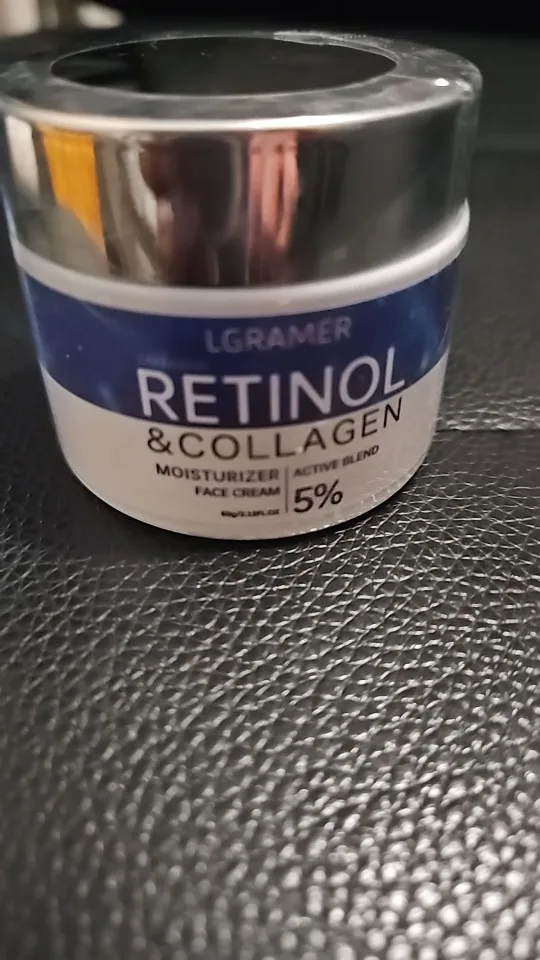 LGRAMER
RETINOL
&COLLAGEN
MOISTURIZER
FACE CREAM
ACTIVE BLEND
5%